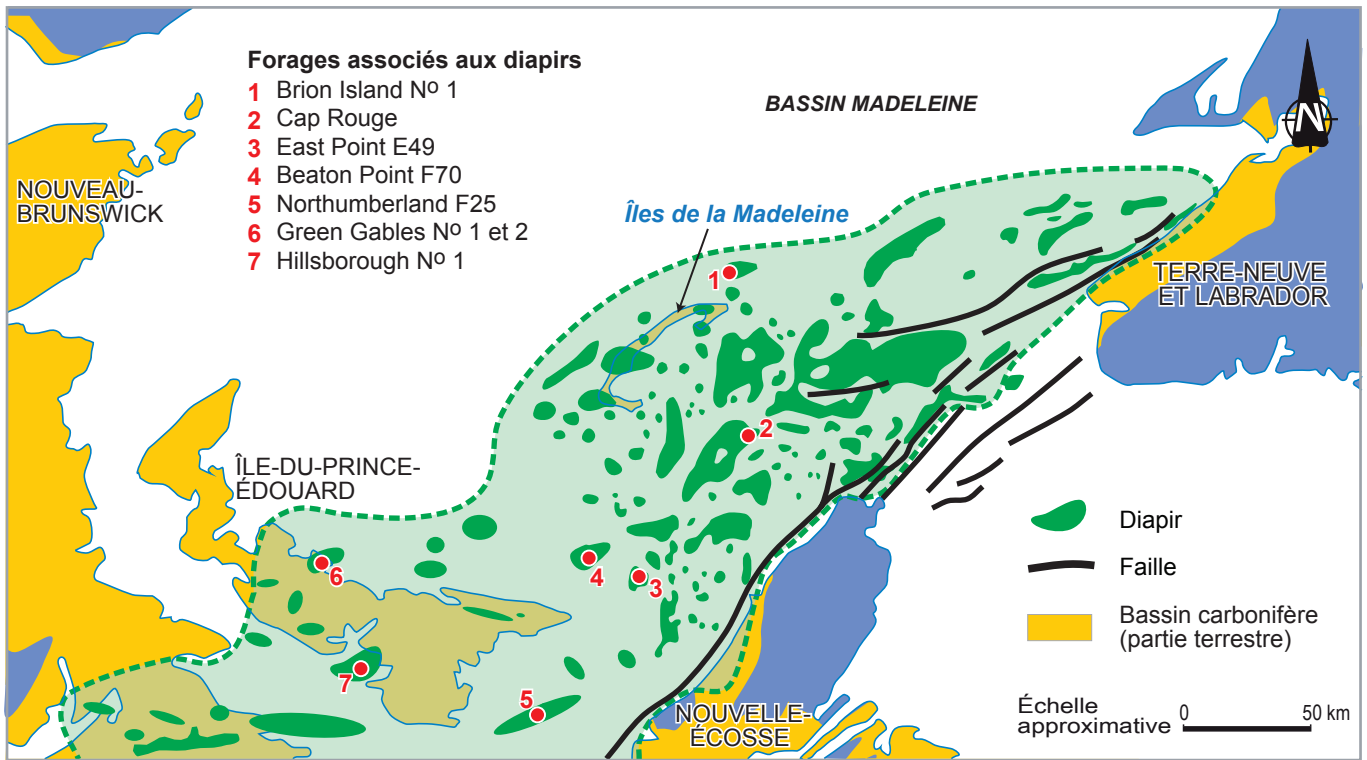 Forages associés aux diapirs
1 Brion Island Nº 1
2 Cap Rouge
3 East Point E49
4 Beaton Point F70
5 Northumberland F25
6 Green Gables Nº 1 et 2
7 Hillsborough Nº 1
BASSIN MADELEINE
N
NOUVEAU-
BRUNSWICK
Îles de la Madeleine
1
TERRE-NEUVE
ET LABRADOR
2
ÎLE-DU-PRINCE-
ÉDOUARD
6
4
3
7
5
NOUVELLE-
ÉCOSSE
Diapir
Faille
Bassin carbonifère
(partie terrestre)
Échelle
approximative
0
50 km